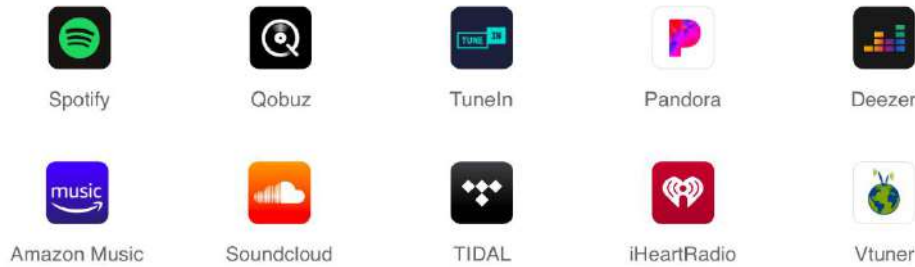 TUNE IN
Spotify Qobuz TuneIn Pandora Deezer
music
Amazon Music Soundcloud TIDAL iHeartRadio Vtuner